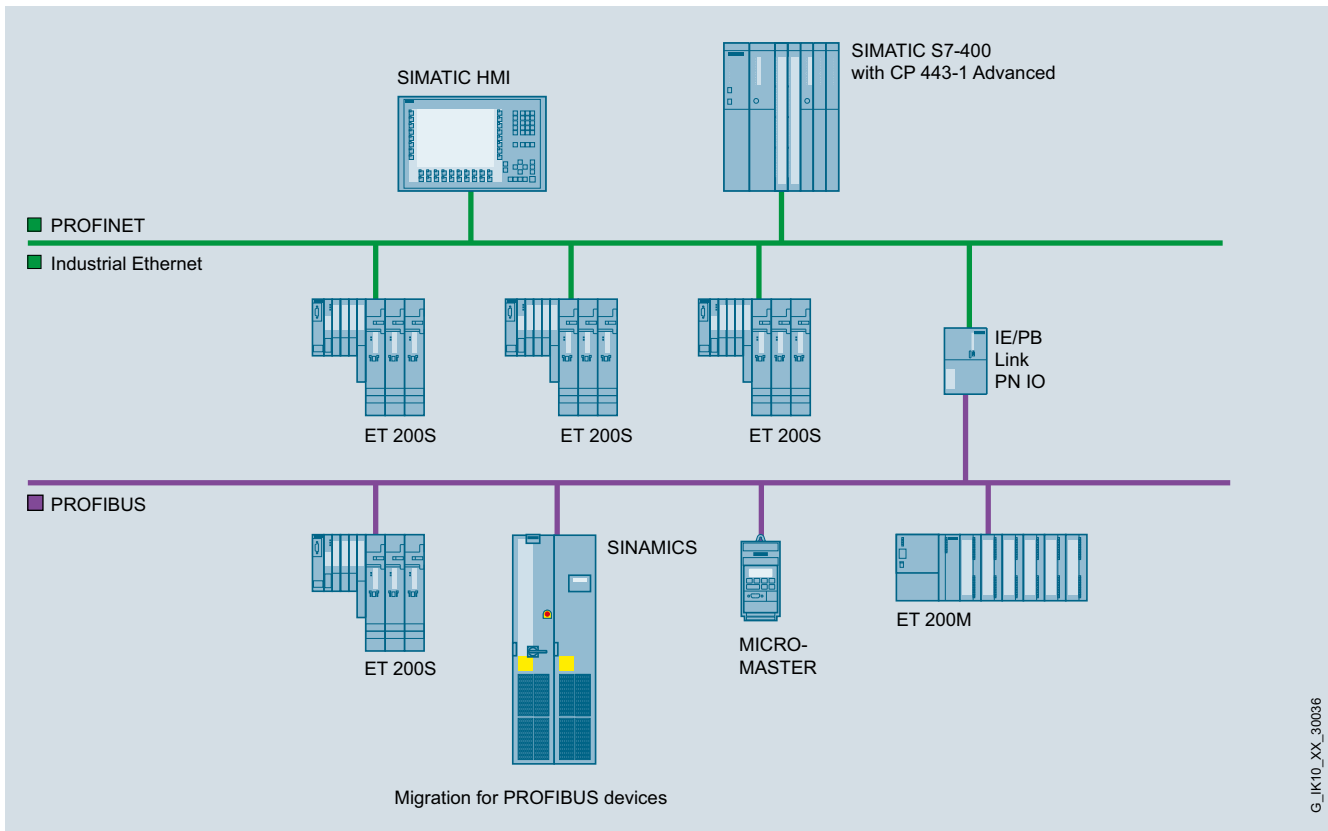 SIMATIC HMI
SIMATIC S7-400
with CP 443-1 Advanced
PROFINET
Industrial Ethernet
ET 200S
ET 200S
ET 200S
IE/PB
Link
PN IO
PROFIBUS
ET 200S
SINAMICS
MICRO-
MASTER
ET 200M
Migration for PROFIBUS devices
G_IK10_XX_30036